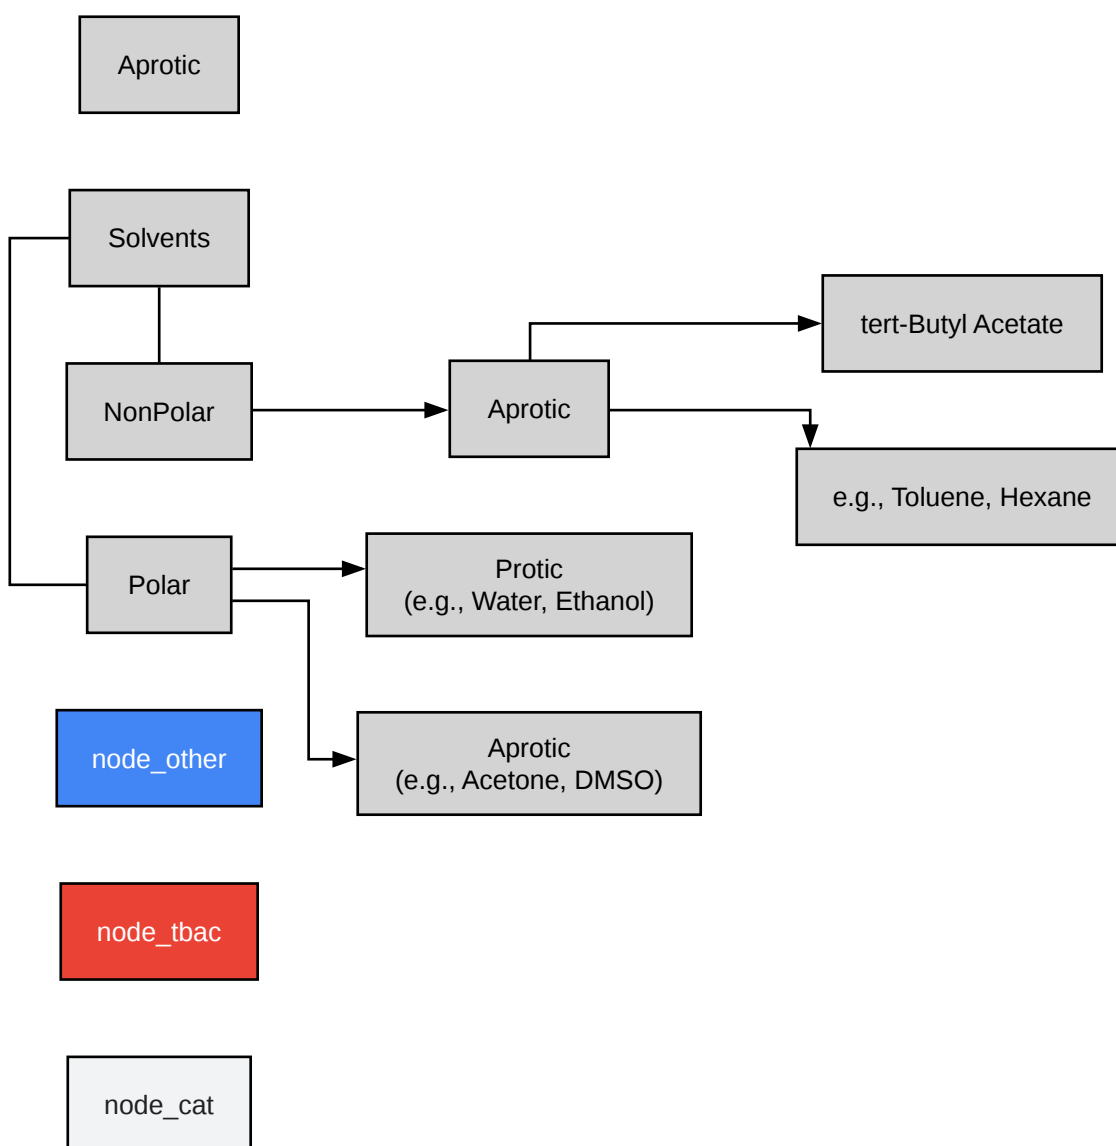 Aprotic
Solvents
tert-Butyl Acetate
NonPolar
Aprotic
e.g., Toluene, Hexane
Polar
Protic
(e.g., Water, Ethanol)
node_other
Aprotic
(e.g., Acetone, DMSO)
node_tbac
node_cat